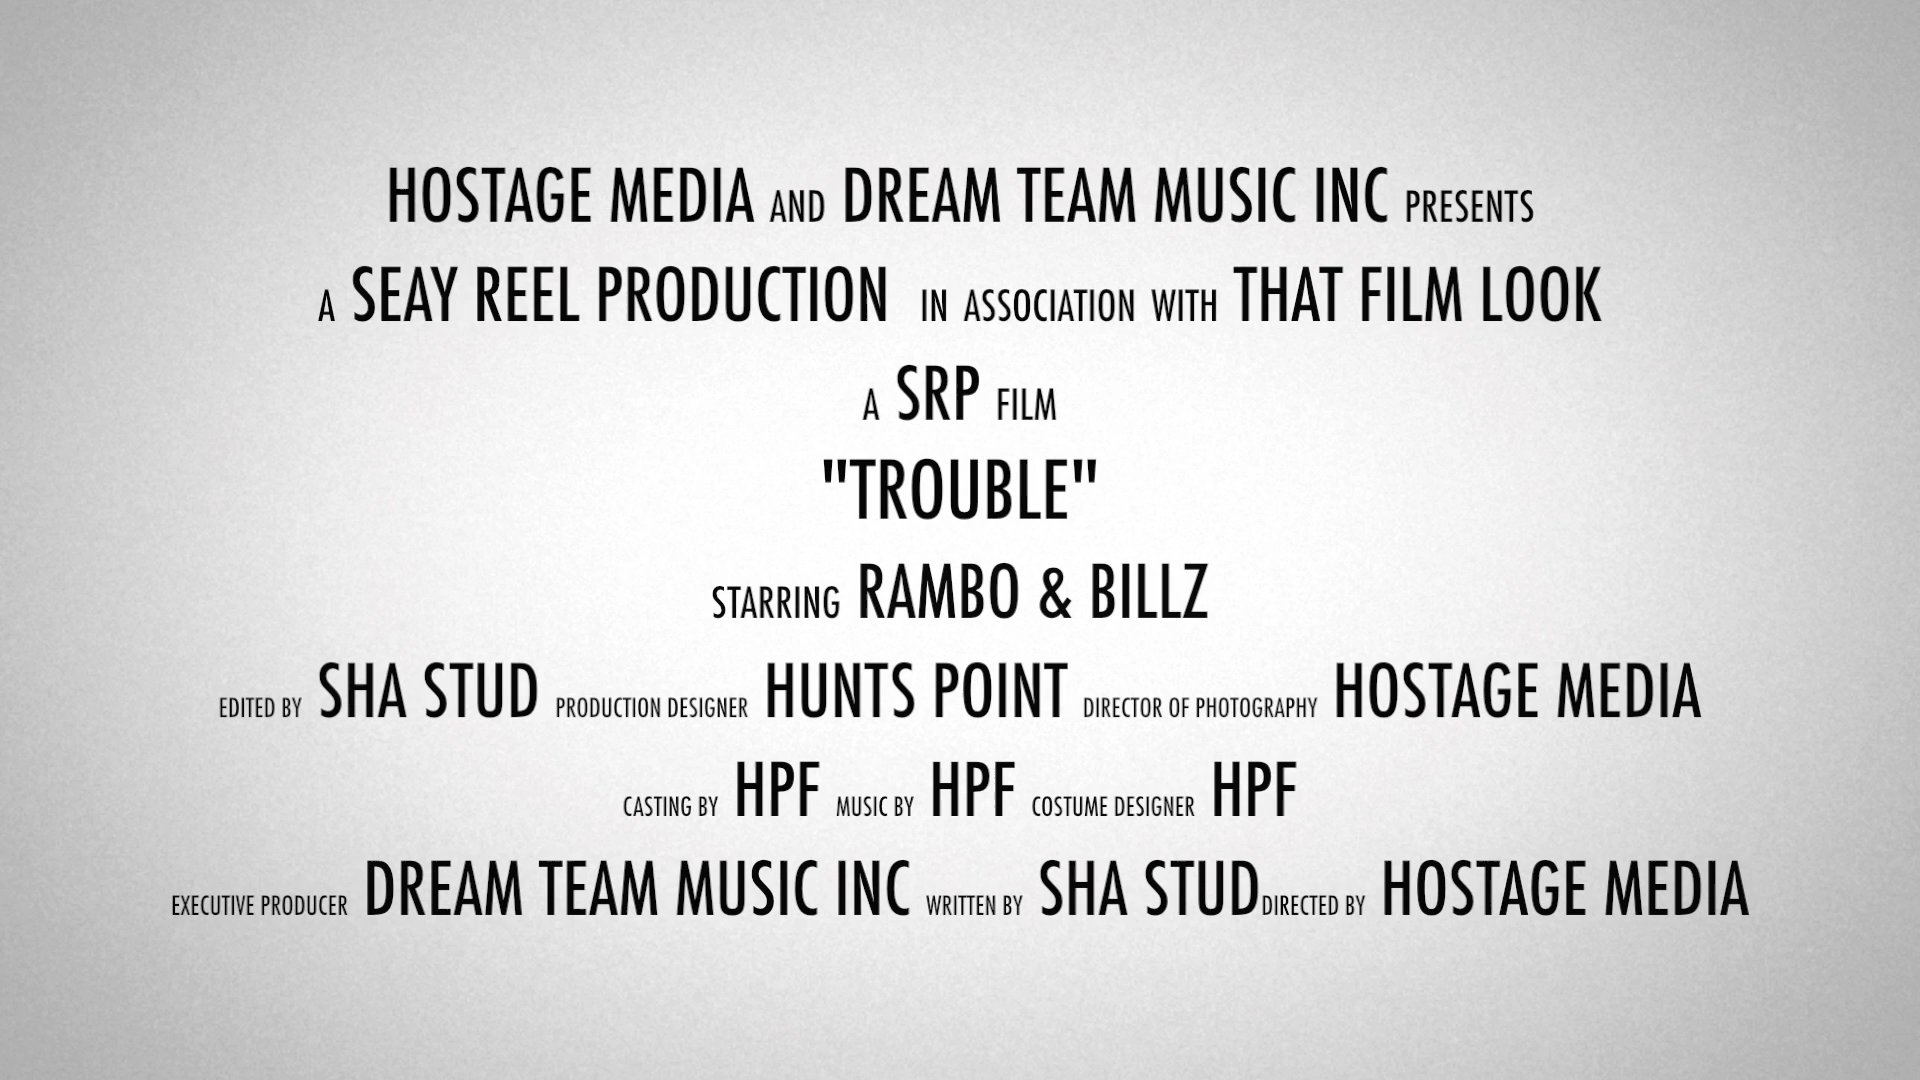 HOSTAGE MEDIA AND DREAM TEAM MUSIC INC PRESENTS
A SEAY REEL PRODUCTION IN ASSOCIATION WITH THAT FILM LOOK
A SRP FILM
"TROUBLE"
STARRING RAMBO & BILLZ
EDITED BY SHA STUD PRODUCTION DESIGNER HUNTS POINT DIRECTOR OF PHOTOGRAPHY HOSTAGE MEDIA
CASTING BY HPF MUSIC BY HPF COSTUME DESIGNER HPF
EXECUTIVE PRODUCER DREAM TEAM MUSIC INC WRITTEN BY SHA STUD DIRECTED BY HOSTAGE MEDIA